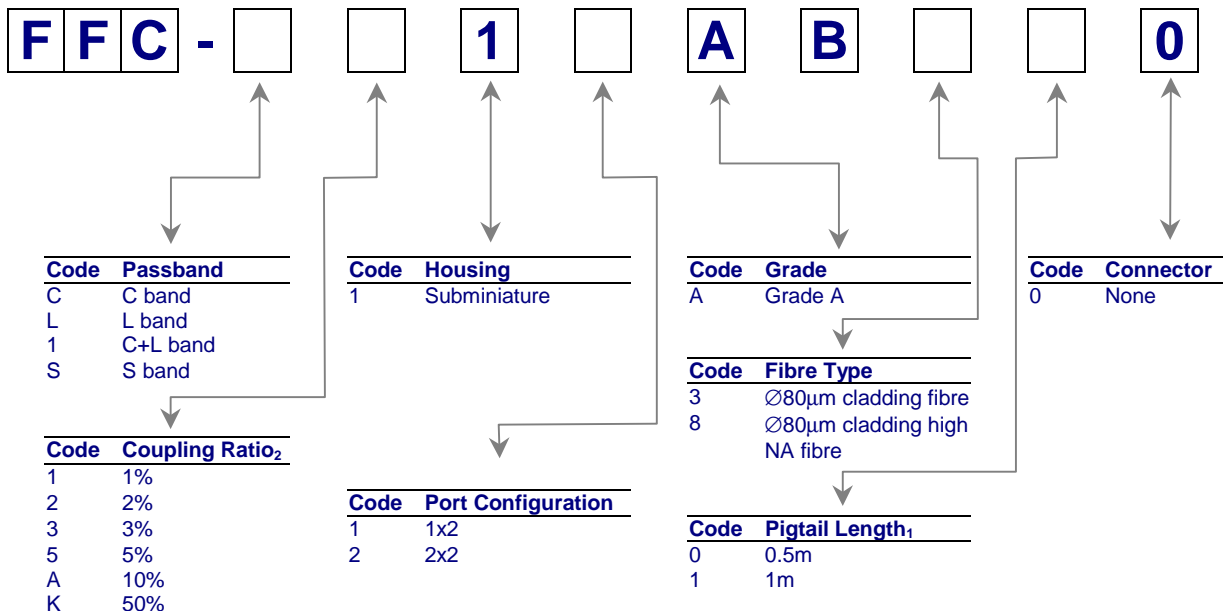 FFC- 1 A B 0
Code Passband
C C band
L L band
1 C+L band
S S band
Code Coupling Ratio₂
1 1%
2 2%
3 3%
5 5%
A 10%
K 50%
Code Housing
1 Subminiature
Code Port Configuration
1 1x2
2 2x2
Code Grade
A Grade A
Code Fibre Type
3 ∅80μm cladding fibre
8 ∅80μm cladding high
NA fibre
Code Pigtail Length₁
0 0.5m
1 1m
Code Connector
0 None